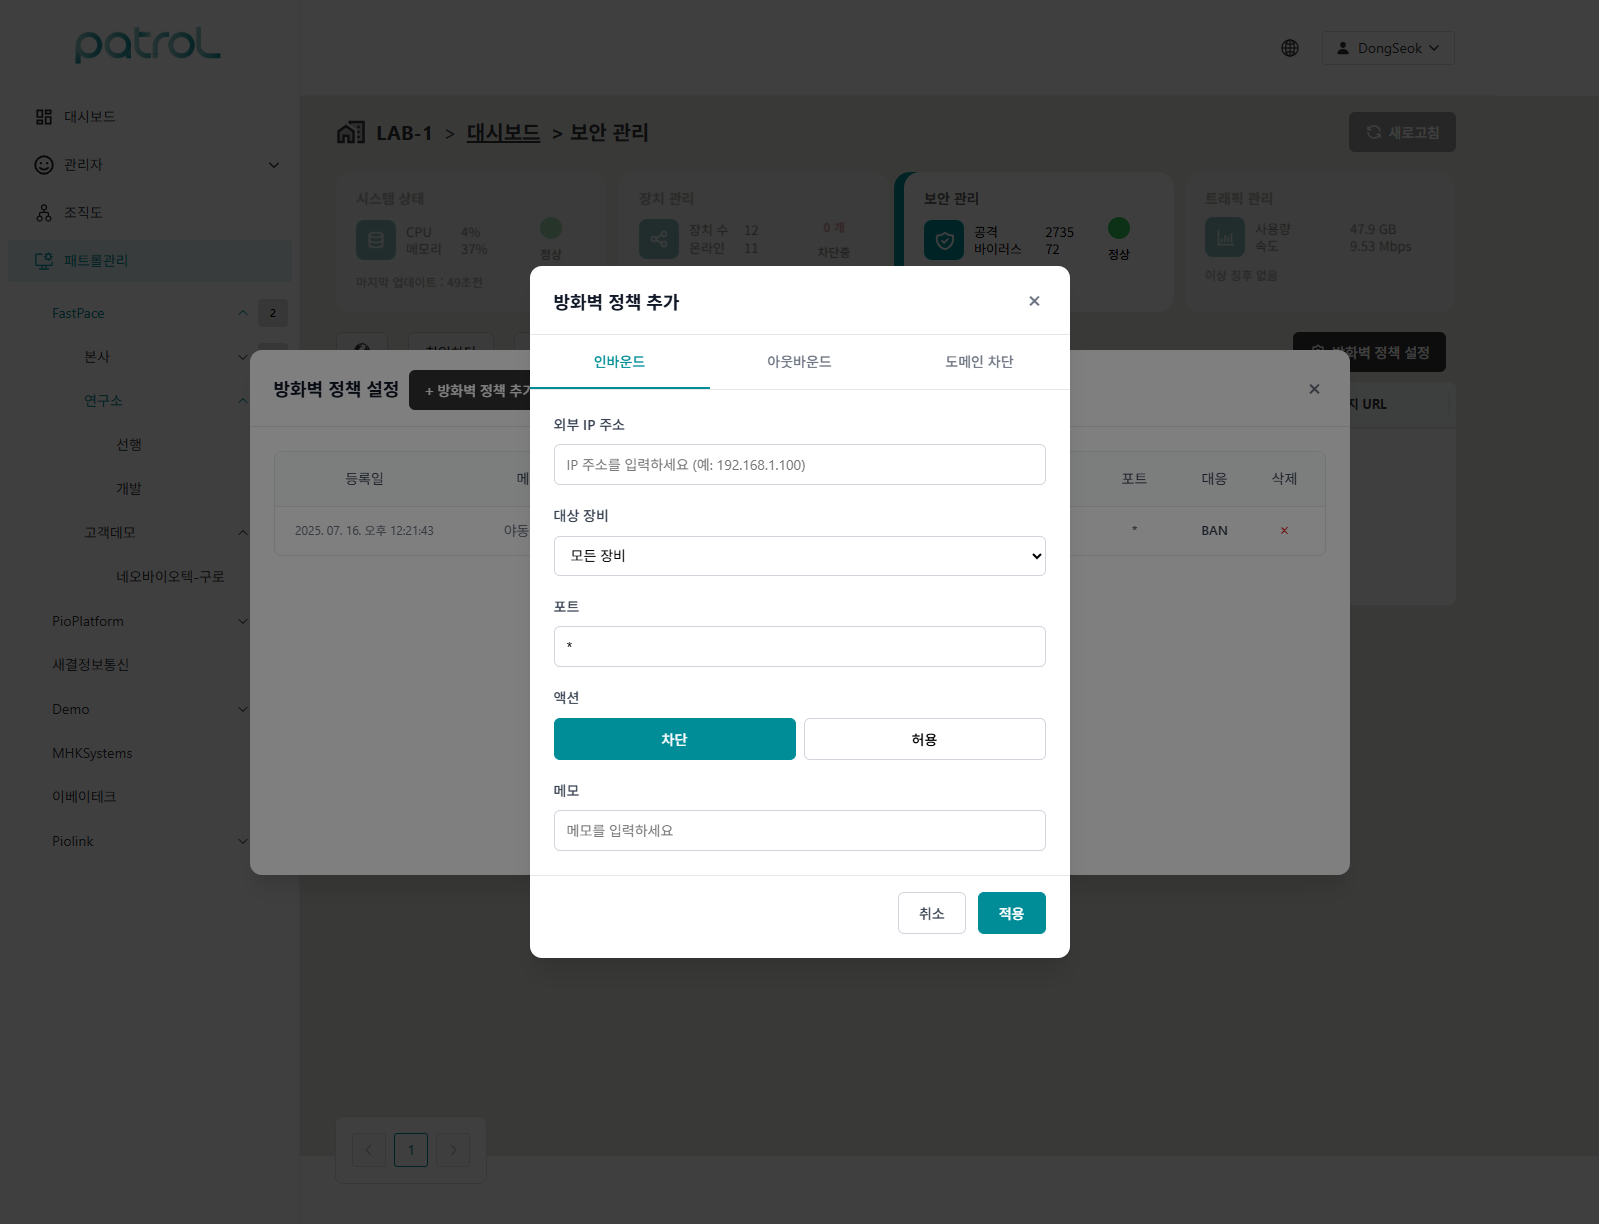 patrol
DongSeok
대시보드
관리자
조직도
패트롤관리
FastPace
2
본사
연구소
선행
개발
고객데모
네오바이오텍-구로
PioPlatform
새결정보통신
Demo
MHKSystems
이베이테크
Piolink
LAB-1 > 대시보드 > 보안 관리
새로고침
시스템 상태
CPU 4%
메모리 37%
정상
마지막 업데이트 : 49초전
장치 관리
장치 수 12
온라인 11
0 개
차단중
보안 관리
공격 2735
바이러스 72
정상
트래픽 관리
사용량 47.9 GB
속도 9.53 Mbps
이상 징후 없음
방화벽 정책 설정
URL
방화벽 정책 설정
+ 방화벽 정책 추가
×
등록일
메
포트
대응
삭제
2025. 07. 16. 오후 12:21:43
야동
*
BAN
×
방화벽 정책 추가
×
인바운드
아웃바운드
도메인 차단
외부 IP 주소
IP 주소를 입력하세요 (예: 192.168.1.100)
대상 장비
모든 장비
포트
*
액션
차단
허용
메모
메모를 입력하세요
취소
적용
< 1 >